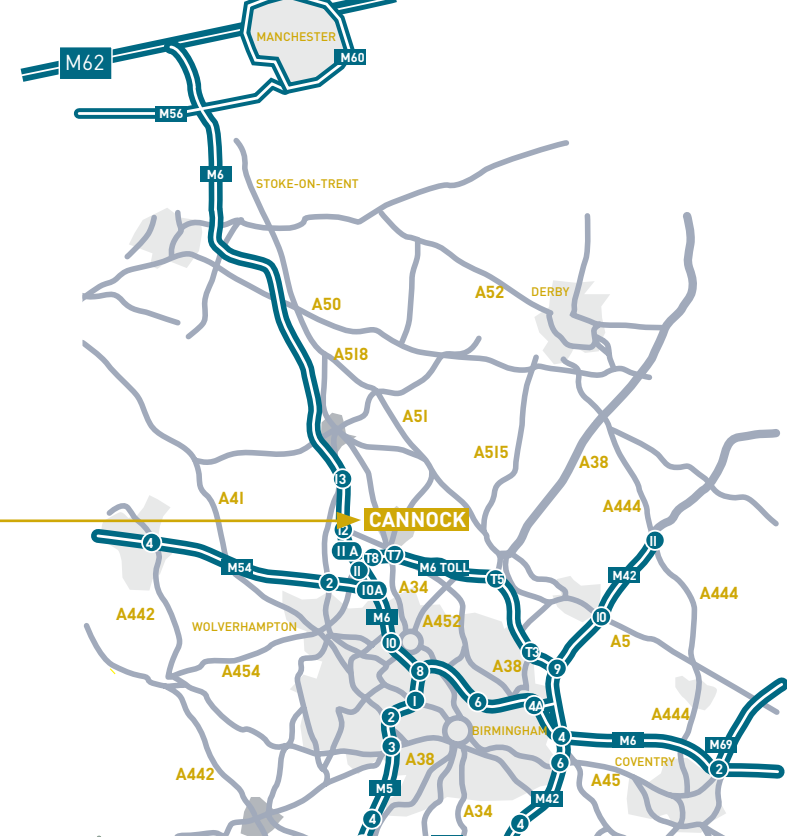 MANCHESTER
M62
M60
M56
M6
STOKE-ON-TRENT
A50
A52
DERBY
A518
A51
A515
A38
A41
A444
13
CANNOCK
12
11
11A
T8
T7
4
M54
11
M6 TOLL
T5
M42
2
10A
A34
A444
A442
M6
A452
10
WOLVERHAMPTON
10
A5
T3
A454
8
A38
9
1
6
4A
A444
2
BIRMINGHAM
4
M6
M69
3
A38
6
COVENTRY
2
A442
A45
M5
M42
A34
4
4